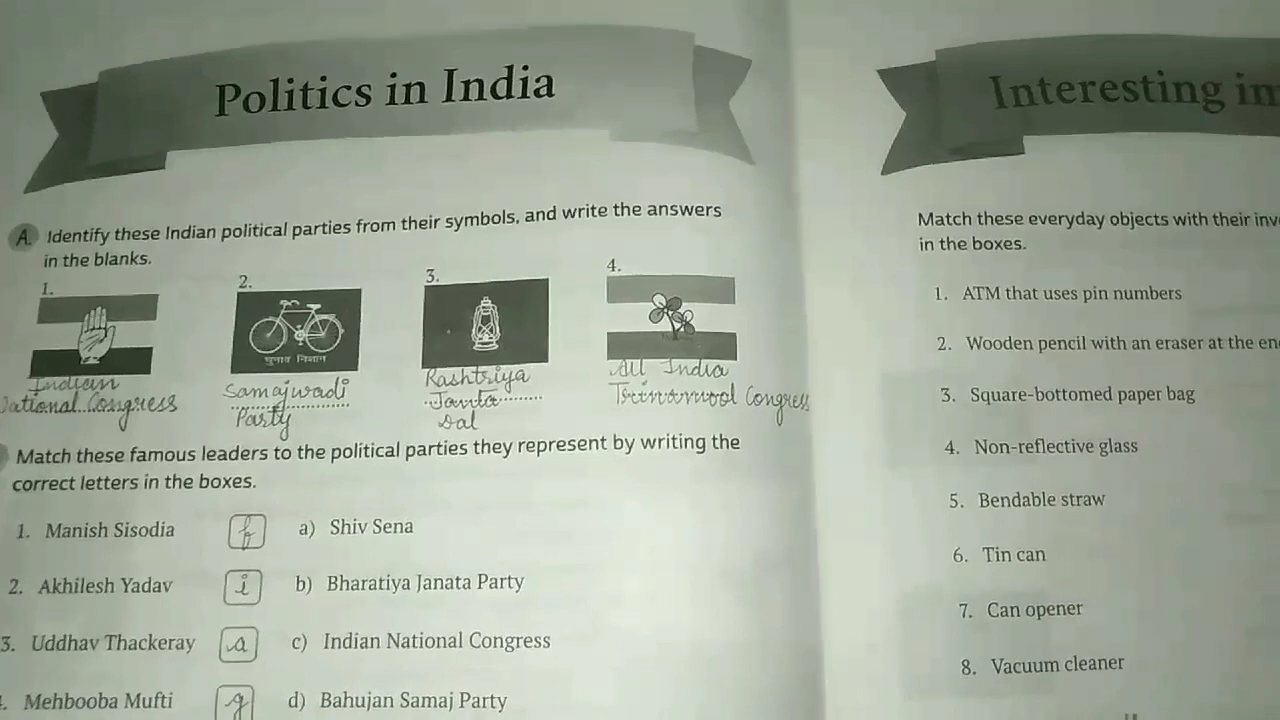 Politics in India
A. Identify these Indian political parties from their symbols, and write the answers
in the blanks.
1.
2.
3.
4.
चुनाव निशान
Indian
National Congress
Samajwadi
Party
Rashtriya
Janta
Dal
All India
Trinamool Congress
Match these famous leaders to the political parties they represent by writing the
correct letters in the boxes.
1. Manish Sisodia f a) Shiv Sena
2. Akhilesh Yadav i b) Bharatiya Janata Party
3. Uddhav Thackeray a c) Indian National Congress
Mehbooba Mufti g d) Bahujan Samaj Party
Interesting
Match these everyday objects with their
in the boxes.
1. ATM that uses pin numbers
2. Wooden pencil with an eraser at the
3. Square-bottomed paper bag
4. Non-reflective glass
5. Bendable straw
6. Tin can
7. Can opener
8. Vacuum cleaner